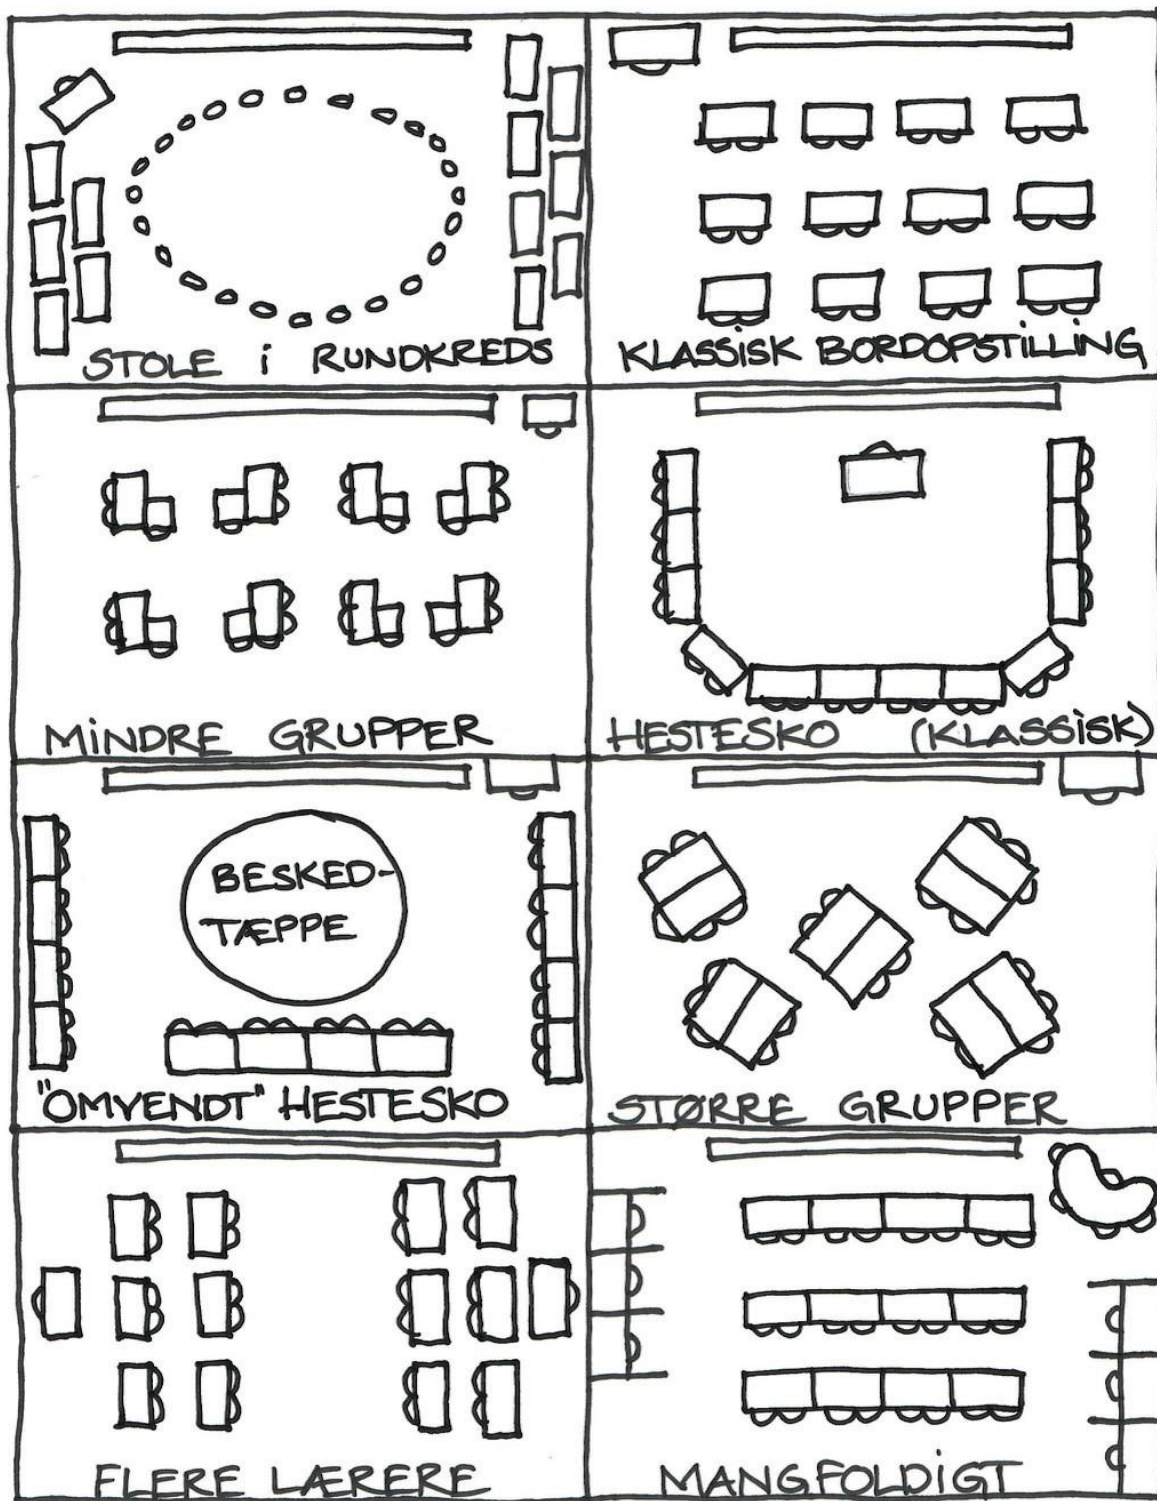 STOLE i RUNDKREDS
KLASSiSK BORDOPSTiLLiNG
MiNDRE GRUPPER
HESTESKO (KLASSiSK)
BESKED-
TÆPPE
"OMVENDT" HESTESKO
STØRRE GRUPPER
FLERE LÆRERE
MANGFOLDiGT